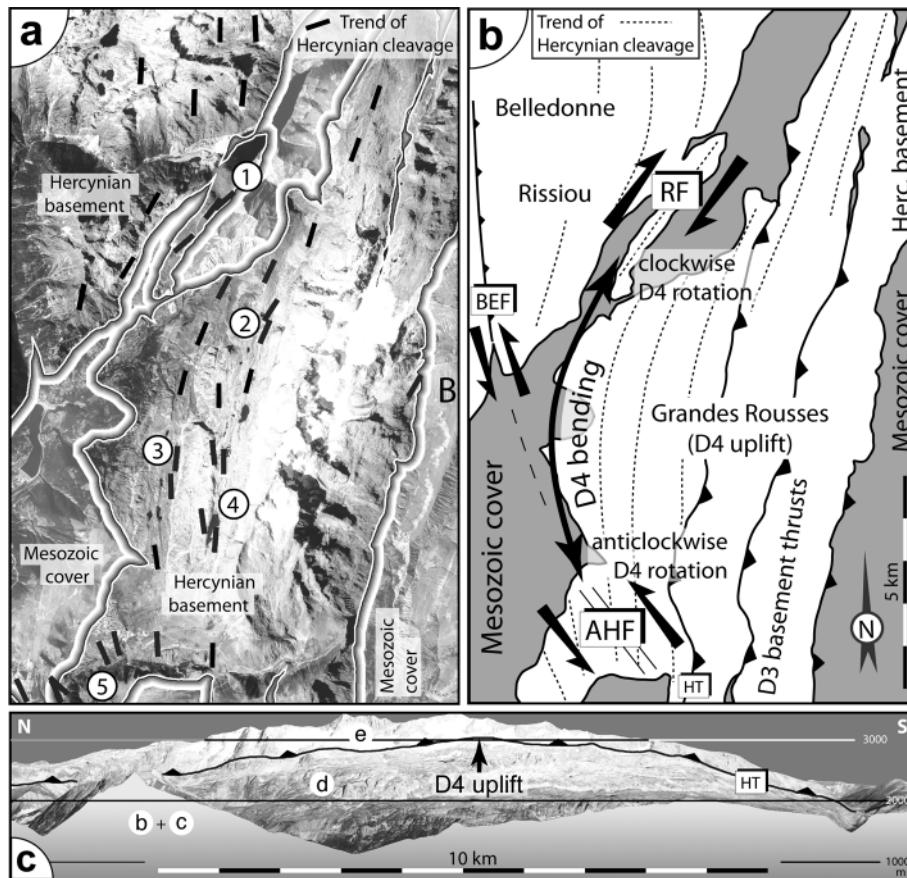 a
Trend of
Hercynian cleavage
Hercynian
basement
1
2
B
3
4
Mesozoic
cover
Hercynian
basement
Mesozoic
cover
5
b
Trend of
Hercynian cleavage
Belledonne
Herc. basement
Rissiou
RF
clockwise
D4 rotation
BEF
Grandes Rousses
(D4 uplift)
D4 bending
Mesozoic cover
Mesozoic cover
anticlockwise
D4 rotation
D3 basement thrusts
5 km
N
AHF
HT
N
S
e
3000
d
D4 uplift
HT
2000
b + c
c
10 km
1000
m